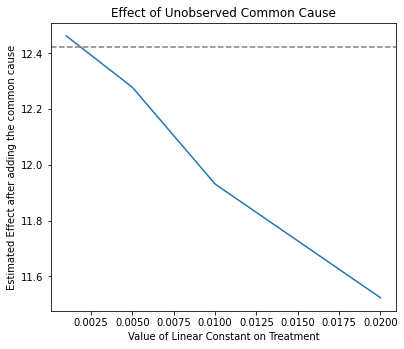 Effect of Unobserved Common Cause
Estimated Effect after adding the common cause
12.4
12.2
12.0
11.8
11.6
0.0025 0.0050 0.0075 0.0100 0.0125 0.0150 0.0175 0.0200
Value of Linear Constant on Treatment